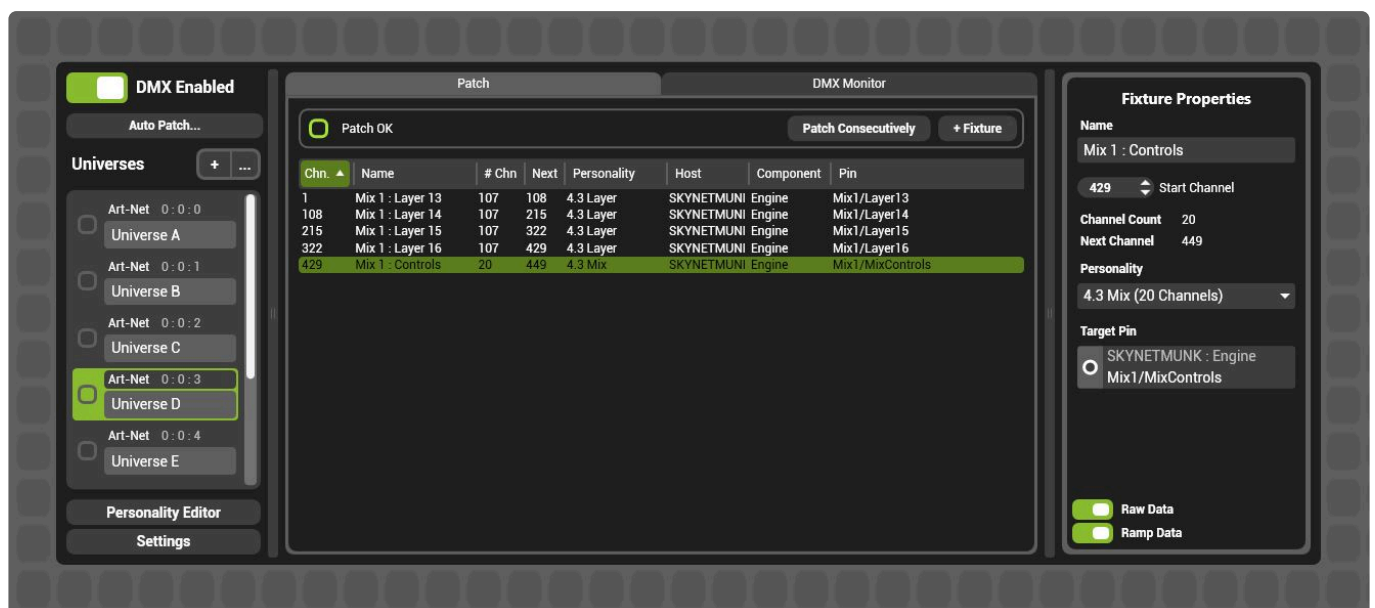 DMX Enabled
Auto Patch...
Universes + ...
Art-Net 0:0:0
Universe A
Art-Net 0:0:1
Universe B
Art-Net 0:0:2
Universe C
Art-Net 0:0:3
Universe D
Art-Net 0:0:4
Universe E
Personality Editor
Settings
Patch DMX Monitor
Patch OK Patch Consecutively + Fixture
Chn. Name # Chn Next Personality Host Component Pin
1 Mix 1 : Layer 13 107 108 4.3 Layer SKYNETMUNI Engine Mix1/Layer13
108 Mix 1 : Layer 14 107 215 4.3 Layer SKYNETMUNI Engine Mix1/Layer14
215 Mix 1 : Layer 15 107 322 4.3 Layer SKYNETMUNI Engine Mix1/Layer15
322 Mix 1 : Layer 16 107 429 4.3 Layer SKYNETMUNI Engine Mix1/Layer16
429 Mix 1 : Controls 20 449 4.3 Mix SKYNETMUNI Engine Mix1/MixControls
Fixture Properties
Name
Mix 1 : Controls
429 Start Channel
Channel Count 20
Next Channel 449
Personality
4.3 Mix (20 Channels)
Target Pin
SKYNETMUNK : Engine
Mix1/MixControls
Raw Data
Ramp Data